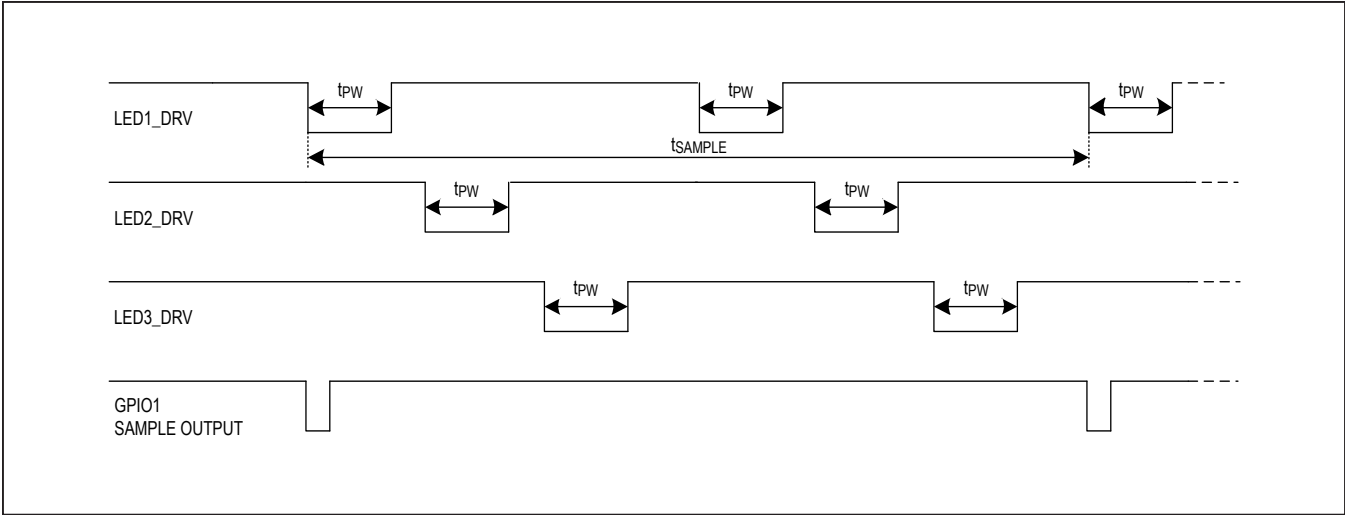 tPW tPW tPW
LED1_DRV
tSAMPLE
tPW tPW
LED2_DRV
tPW tPW
LED3_DRV
GPIO1
SAMPLE OUTPUT